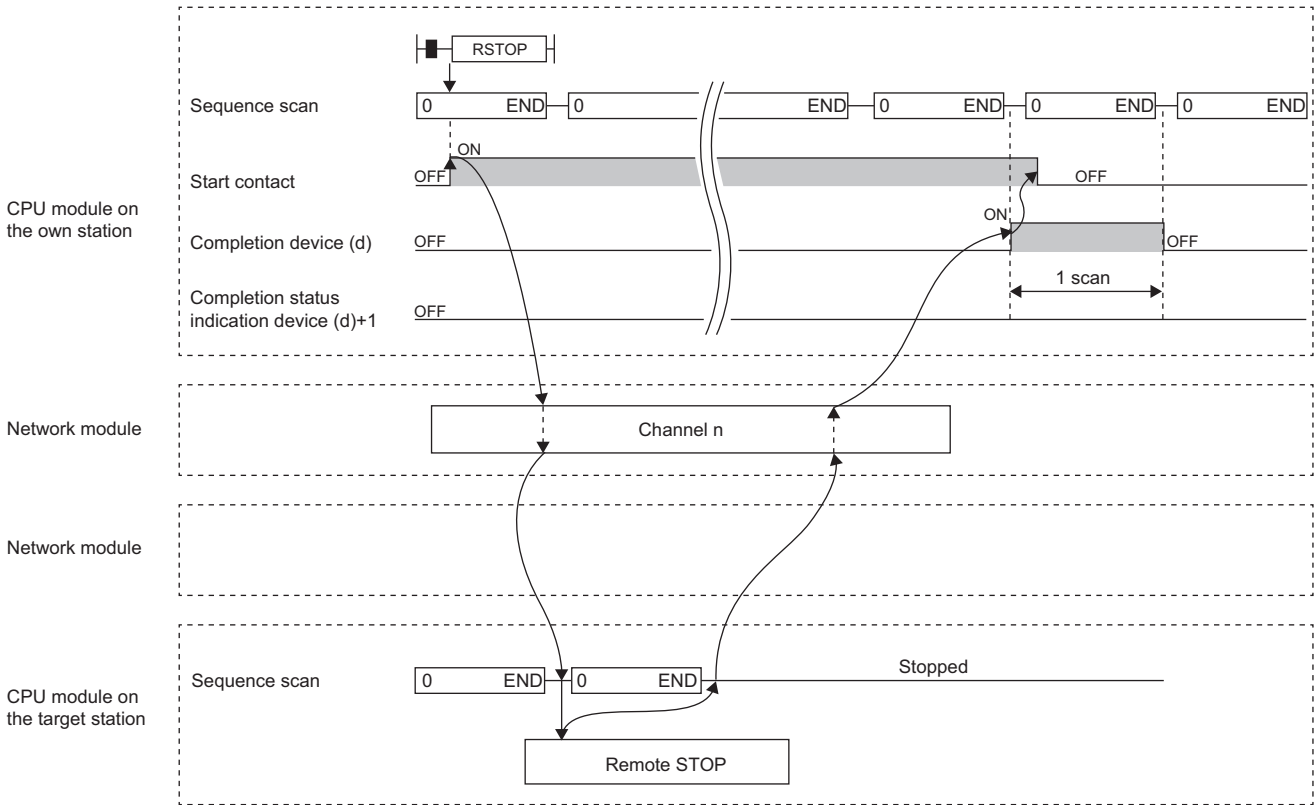 RSTOP
Sequence scan
0 END 0 END 0 END 0 END 0 END
ON
Start contact
OFF
OFF
CPU module on
the own station
ON
Completion device (d)
OFF
OFF
1 scan
Completion status
indication device (d)+1
OFF
Network module
Channel n
Network module
CPU module on
the target station
Sequence scan
0 END 0 END
Stopped
Remote STOP